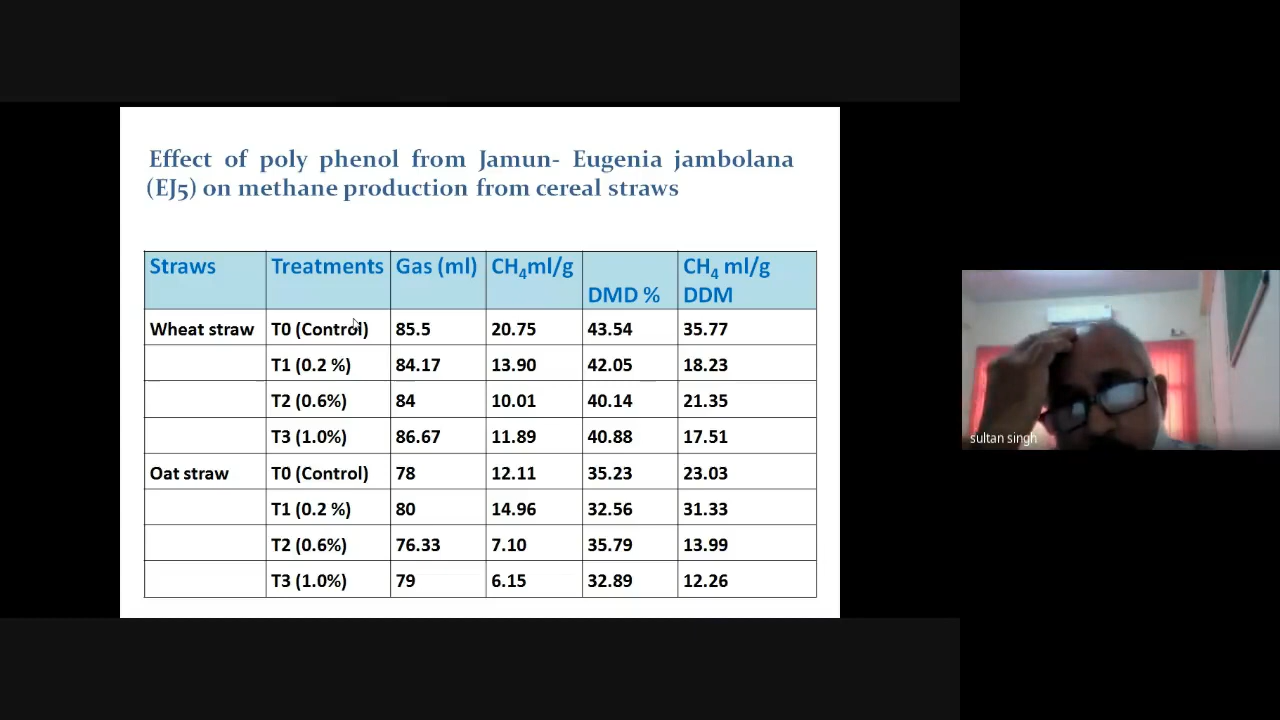 Effect of poly phenol from Jamun- Eugenia jambolana
(EJ5) on methane production from cereal straws
Straws Treatments Gas (ml) CH4ml/g DMD % CH4 ml/g DDM
Wheat straw T0 (Control) 85.5 20.75 43.54 35.77
T1 (0.2 %) 84.17 13.90 42.05 18.23
T2 (0.6%) 84 10.01 40.14 21.35
T3 (1.0%) 86.67 11.89 40.88 17.51
Oat straw T0 (Control) 78 12.11 35.23 23.03
T1 (0.2 %) 80 14.96 32.56 31.33
T2 (0.6%) 76.33 7.10 35.79 13.99
T3 (1.0%) 79 6.15 32.89 12.26
sultan singh